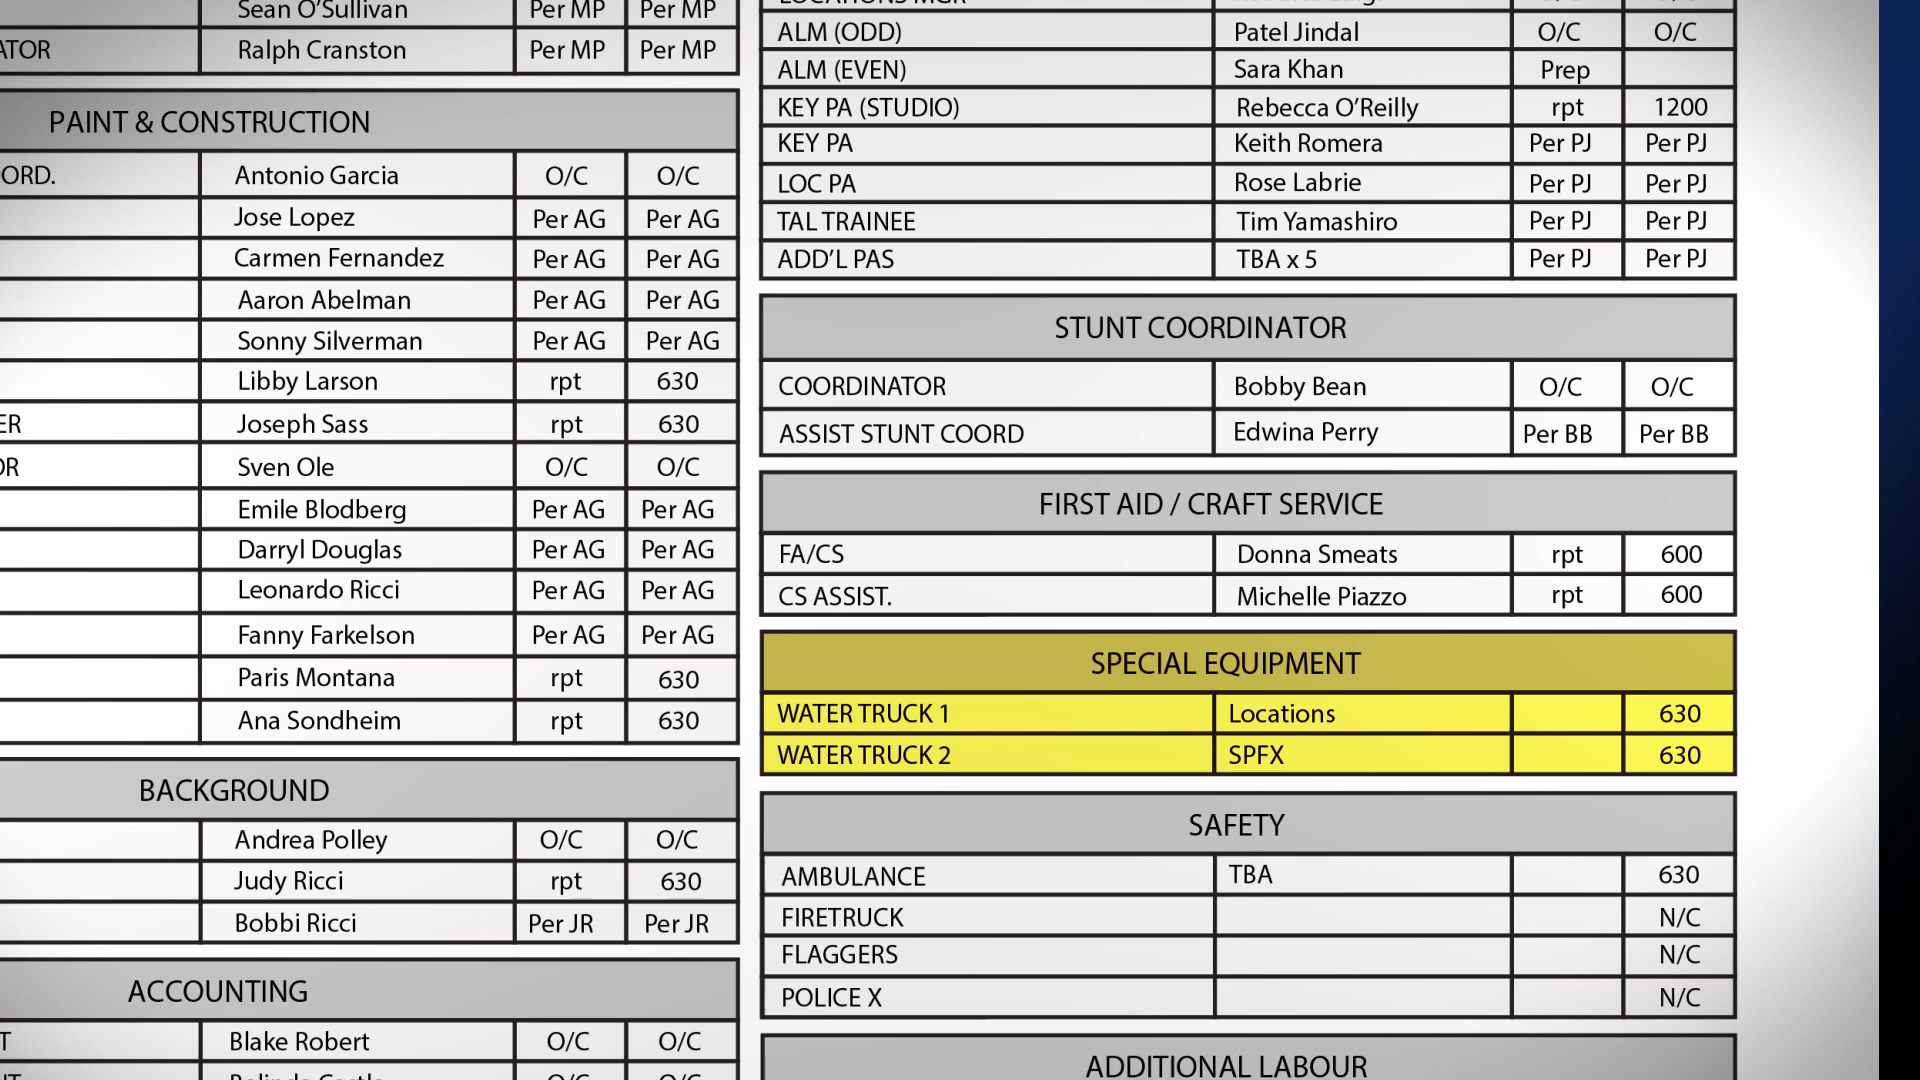 Sean O'Sullivan Per MP Per MP
ATOR Ralph Cranston Per MP Per MP
PAINT & CONSTRUCTION
ORD. Antonio Garcia O/C O/C
Jose Lopez Per AG Per AG
Carmen Fernandez Per AG Per AG
Aaron Abelman Per AG Per AG
Sonny Silverman Per AG Per AG
Libby Larson rpt 630
ER Joseph Sass rpt 630
OR Sven Ole O/C O/C
Emile Blodberg Per AG Per AG
Darryl Douglas Per AG Per AG
Leonardo Ricci Per AG Per AG
Fanny Farkelson Per AG Per AG
Paris Montana rpt 630
Ana Sondheim rpt 630
BACKGROUND
Andrea Polley O/C O/C
Judy Ricci rpt 630
Bobbi Ricci Per JR Per JR
ACCOUNTING
T Blake Robert O/C O/C
LOCATIONS MGR
ALM (ODD) Patel Jindal O/C O/C
ALM (EVEN) Sara Khan Prep
KEY PA (STUDIO) Rebecca O'Reilly rpt 1200
KEY PA Keith Romera Per PJ Per PJ
LOC PA Rose Labrie Per PJ Per PJ
TAL TRAINEE Tim Yamashiro Per PJ Per PJ
ADD'L PAS TBA x 5 Per PJ Per PJ
STUNT COORDINATOR
COORDINATOR Bobby Bean O/C O/C
ASSIST STUNT COORD Edwina Perry Per BB Per BB
FIRST AID / CRAFT SERVICE
FA/CS Donna Smeats rpt 600
CS ASSIST. Michelle Piazzo rpt 600
SPECIAL EQUIPMENT
WATER TRUCK 1 Locations 630
WATER TRUCK 2 SPFX 630
SAFETY
AMBULANCE TBA 630
FIRETRUCK N/C
FLAGGERS N/C
POLICE X N/C
ADDITIONAL LABOUR